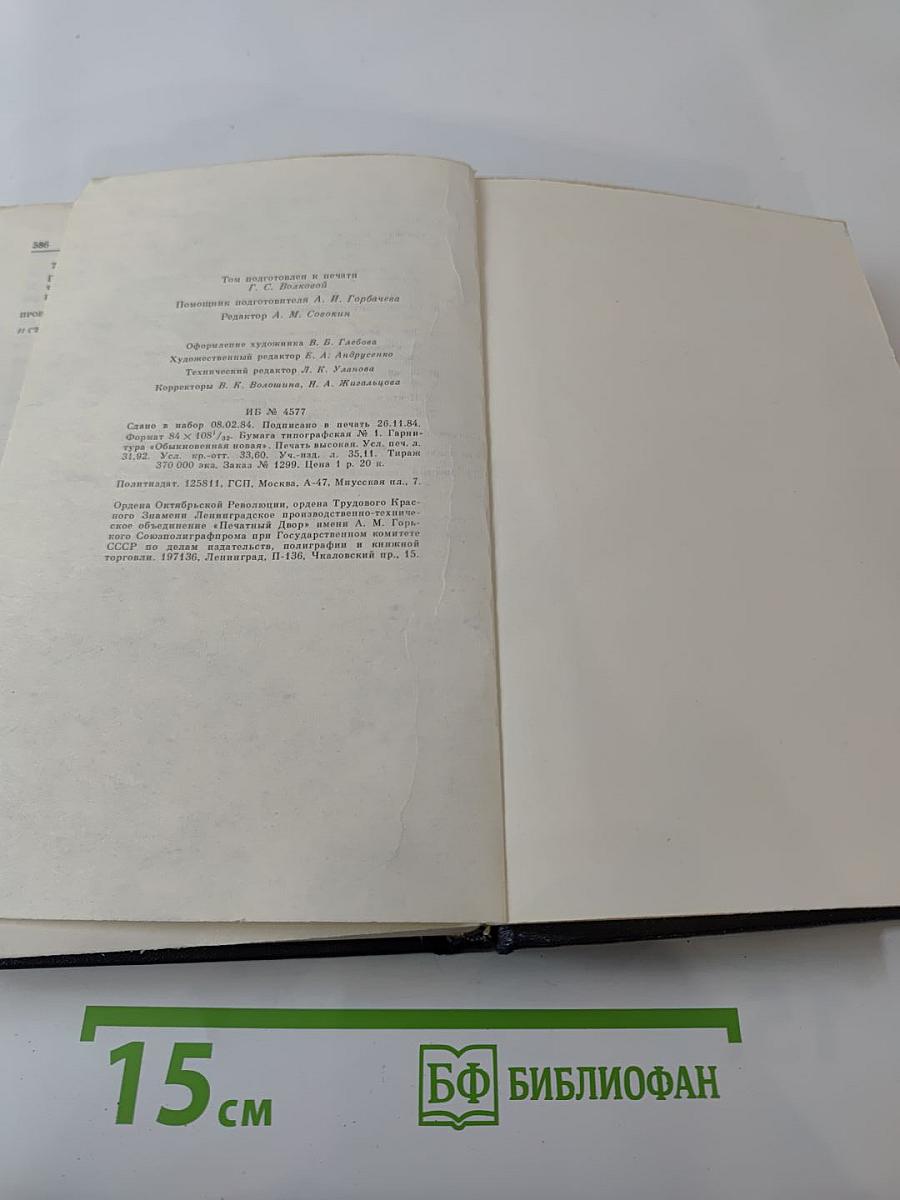 586
ПРОВ
Том подготовлен к печати
Г. С. Волковой
Помощник подготовителя А. И. Горбачева
Редактор А. М. Совокин
Оформление художника В. Б. Глебова
Художественный редактор Е. А. Андрусенко
Технический редактор Л. К. Уланова
Корректоры В. К. Волошина, Н. А. Жигальцова
ИБ № 4577
Сдано в набор 08.02.84. Подписано в печать 26.11.84.
Формат 84 × 108¹/₃₂. Бумага типографская № 1. Гарни-
тура «Обыкновенная новая». Печать высокая. Усл. печ. л.
31,92. Усл. кр.-отт. 33,60. Уч.-изд. л. 35,11. Тираж
370 000 экз. Заказ № 1299. Цена 1 р. 20 к.
Политиздат. 125811, ГСП, Москва, А-47, Миусская пл., 7.
Ордена Октябрьской Революции, ордена Трудового Крас-
ного Знамени Ленинградское производственно-техниче-
ское объединение «Печатный Двор» имени А. М. Горь-
кого Союзполиграфпрома при Государственном комитете
СССР по делам издательств, полиграфии и книжной
торговли. 197136, Ленинград, П-136, Чкаловский пр., 15.
15 см
БФ БИБЛИОФАН